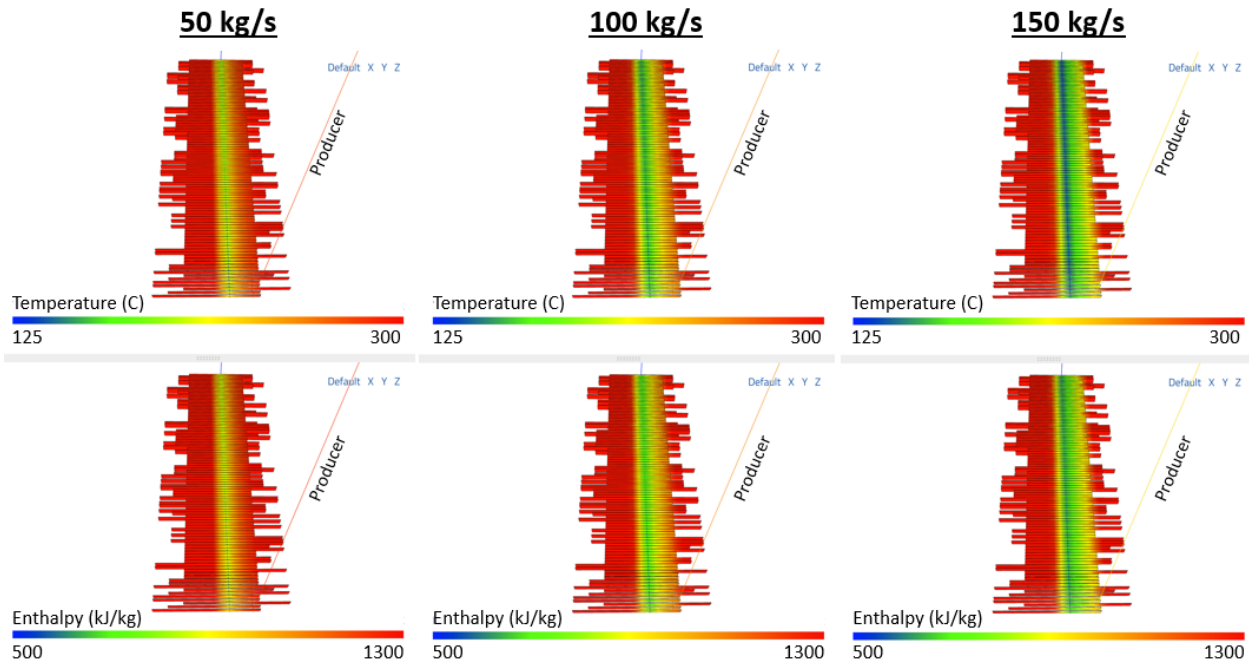 50 kg/s
100 kg/s
150 kg/s
Default X Y Z
Default X Y Z
Default X Y Z
Producer
Producer
Producer
Temperature (C)
Temperature (C)
Temperature (C)
125 300
125 300
125 300
Default X Y Z
Default X Y Z
Default X Y Z
Producer
Producer
Producer
Enthalpy (kJ/kg)
Enthalpy (kJ/kg)
Enthalpy (kJ/kg)
500 1300
500 1300
500 1300